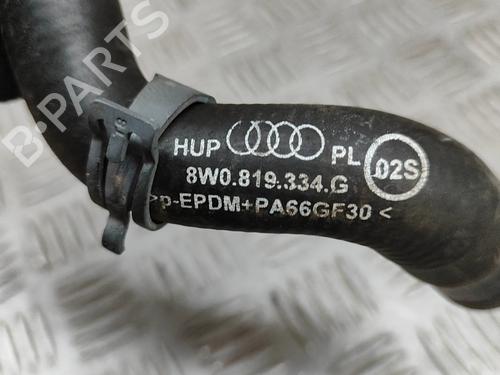 B-PARTS
HUP PL 02S
8W0.819.334.G
>p-EPDM+PA66GF30<